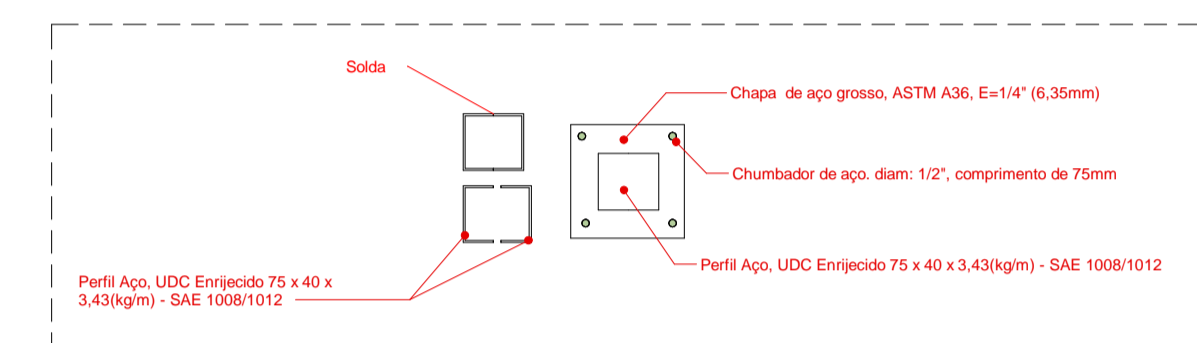 Solda
Chapa de aço grosso, ASTM A36, E=1/4" (6,35mm)
Chumbador de aço. diam: 1/2", comprimento de 75mm
Perfil Aço, UDC Enrijecido 75 x 40 x 3,43(kg/m) - SAE 1008/1012
Perfil Aço, UDC Enrijecido 75 x 40 x
3,43(kg/m) - SAE 1008/1012